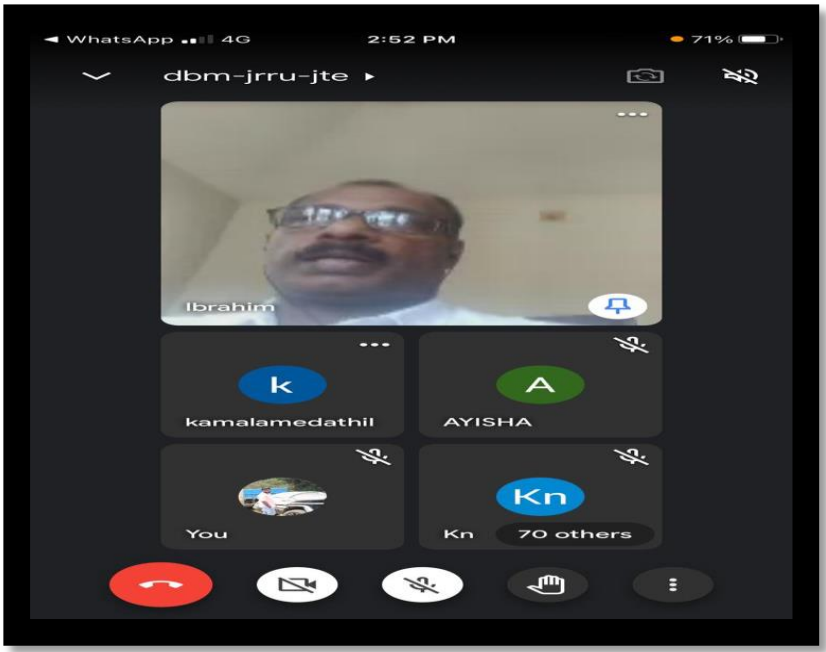 WhatsApp 4G 2:52 PM 71%
dbm-jrru-jte
Ibrahim
k A
kamalamedathil AYISHA
Kn
You Kn 70 others